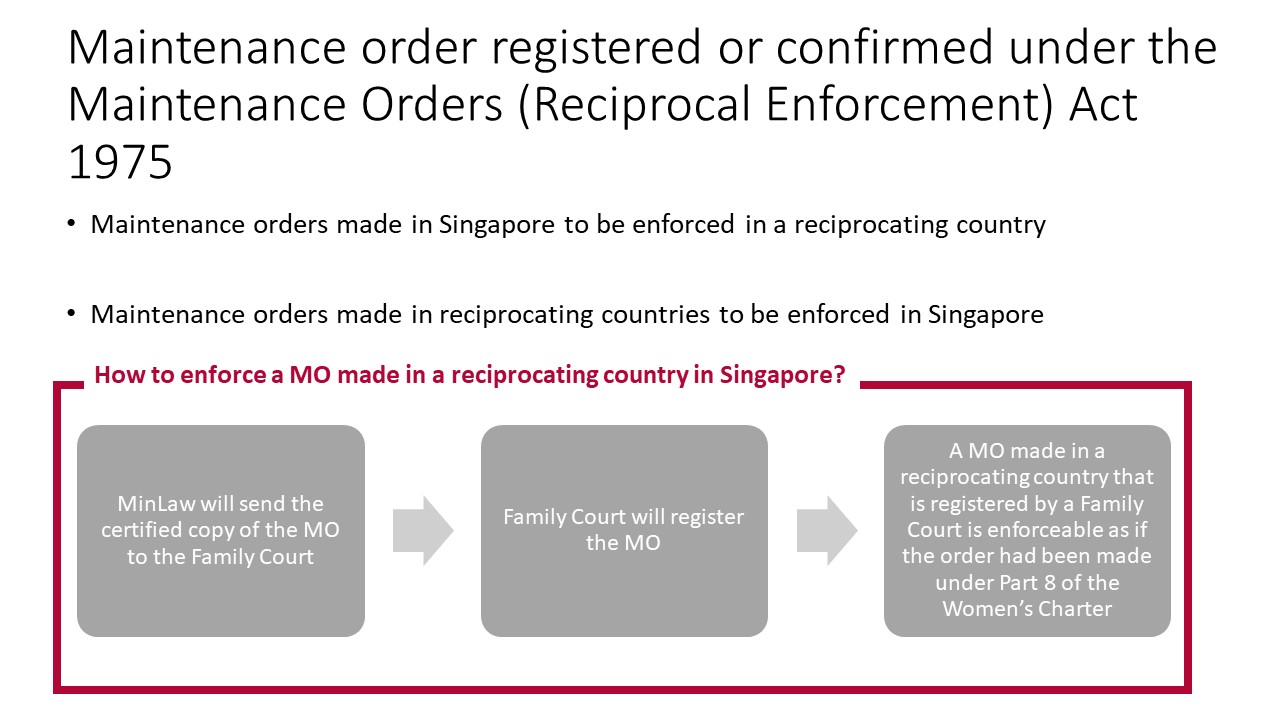 Maintenance order registered or confirmed under the
Maintenance Orders (Reciprocal Enforcement) Act
1975
• Maintenance orders made in Singapore to be enforced in a reciprocating country
• Maintenance orders made in reciprocating countries to be enforced in Singapore
How to enforce a MO made in a reciprocating country in Singapore?
MinLaw will send the
certified copy of the MO
to the Family Court
Family Court will register
the MO
A MO made in a
reciprocating country that
is registered by a Family
Court is enforceable as if
the order had been made
under Part 8 of the
Women’s Charter